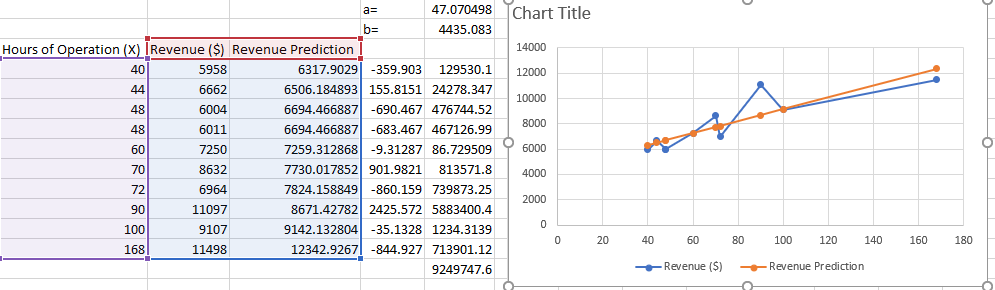 a= 47.070498
b= 4435.083
Hours of Operation (X) Revenue ($) Revenue Prediction
40 5958 6317.9029 -359.903 129530.1
44 6662 6506.184893 155.8151 24278.347
48 6004 6694.466887 -690.467 476744.52
48 6011 6694.466887 -683.467 467126.99
60 7250 7259.312868 -9.31287 86.729509
70 8632 7730.017852 901.9821 813571.8
72 6964 7824.158849 -860.159 739873.25
90 11097 8671.42782 2425.572 5883400.4
100 9107 9142.132804 -35.1328 1234.3139
168 11498 12342.9267 -844.927 713901.12
9249747.6
Chart Title
14000
12000
10000
8000
6000
4000
2000
0
0 20 40 60 80 100 120 140 160 180
Revenue ($) Revenue Prediction